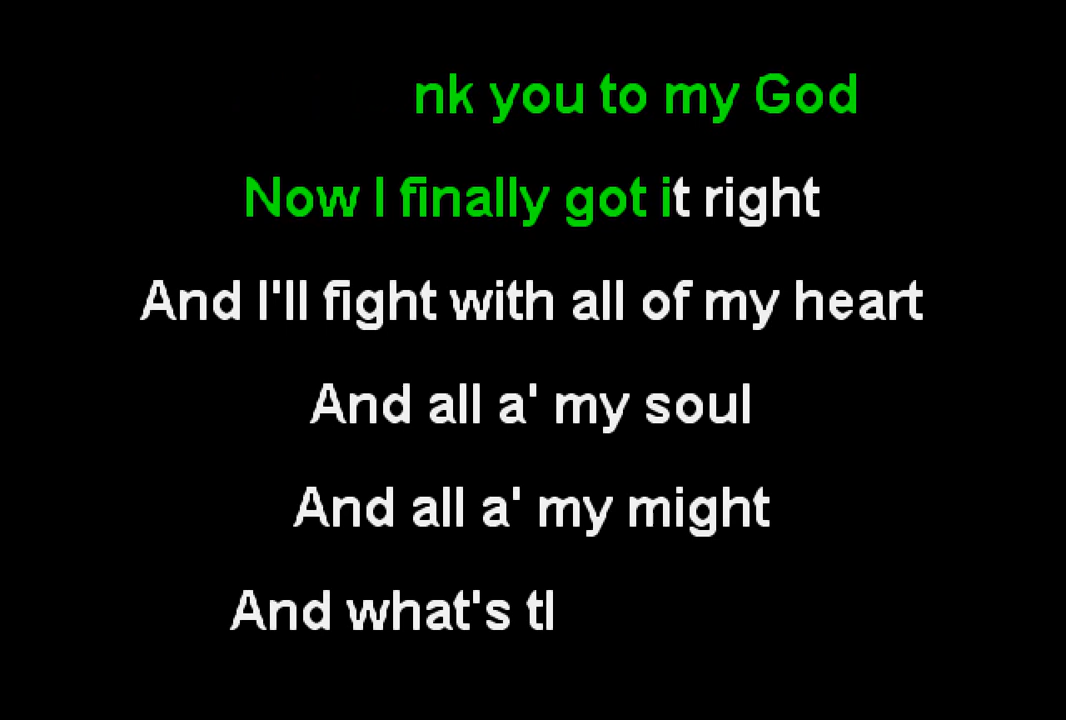 nk you to my God
Now I finally got it right
And I'll fight with all of my heart
And all a' my soul
And all a' my might
And what's